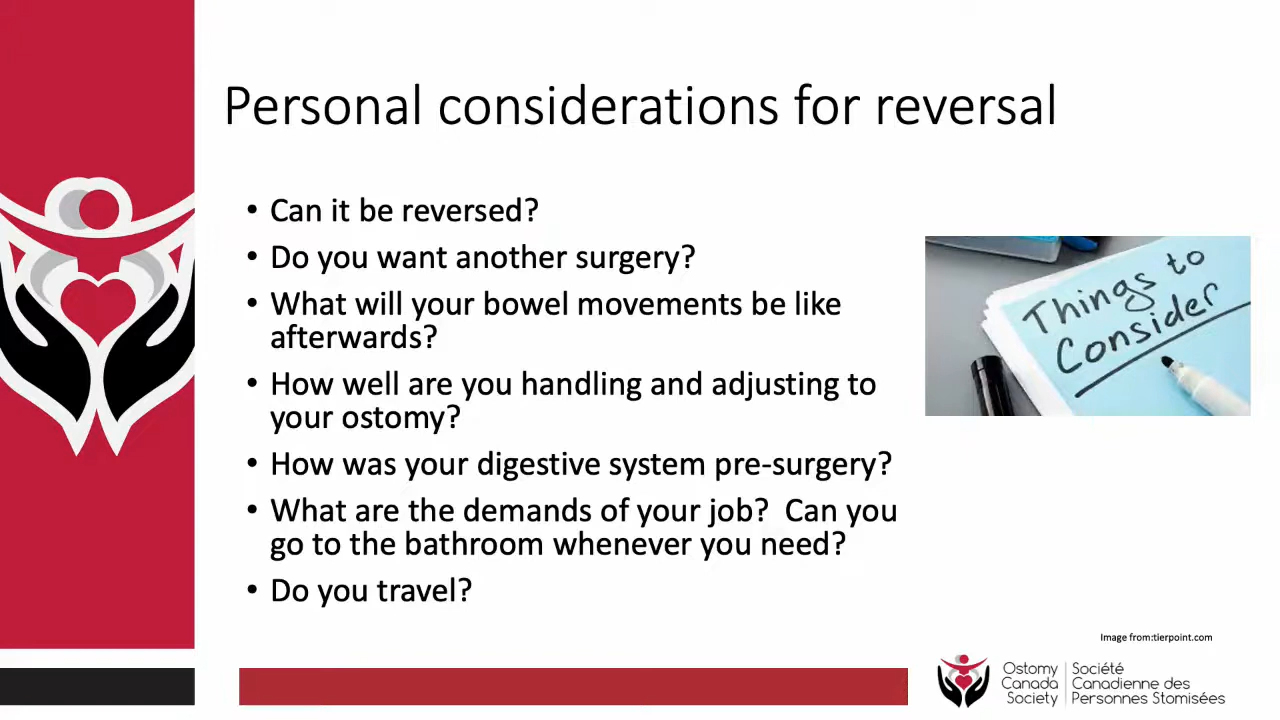 Personal considerations for reversal
• Can it be reversed?
• Do you want another surgery?
• What will your bowel movements be like
afterwards?
• How well are you handling and adjusting to
your ostomy?
• How was your digestive system pre-surgery?
• What are the demands of your job?  Can you
go to the bathroom whenever you need?
• Do you travel?
Things to
Consider
Image from:tierpoint.com
Ostomy
Canada
Society
Société
Canadienne des
Personnes Stomisées